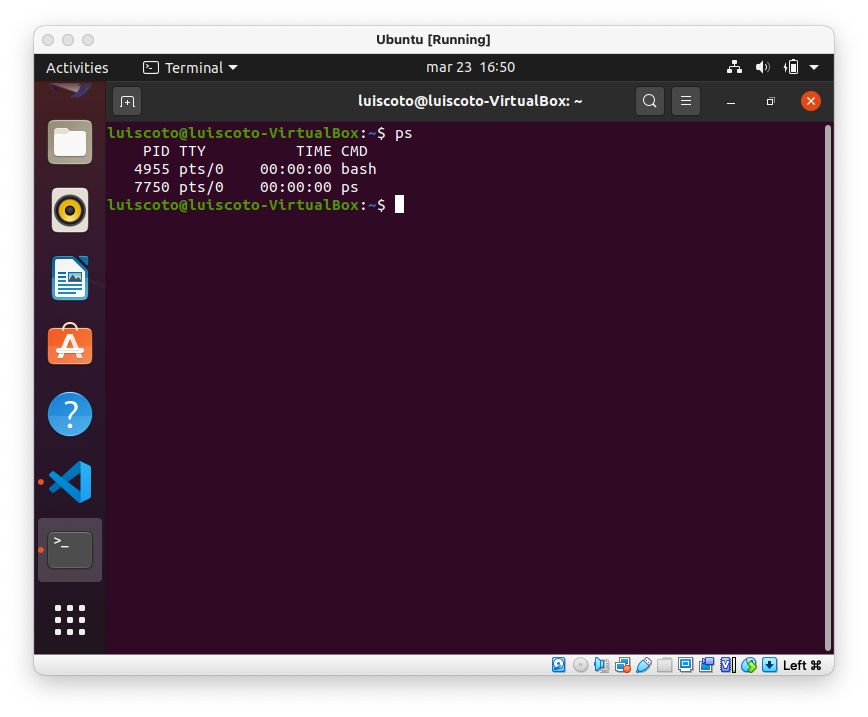 Ubuntu [Running]
Activities
Terminal
mar 23 16:50
luiscoto@luiscoto-VirtualBox: ~
luiscoto@luiscoto-VirtualBox:~$ ps
PID TTY TIME CMD
4955 pts/0 00:00:00 bash
7750 pts/0 00:00:00 ps
luiscoto@luiscoto-VirtualBox:~$
>_
Left ⌘